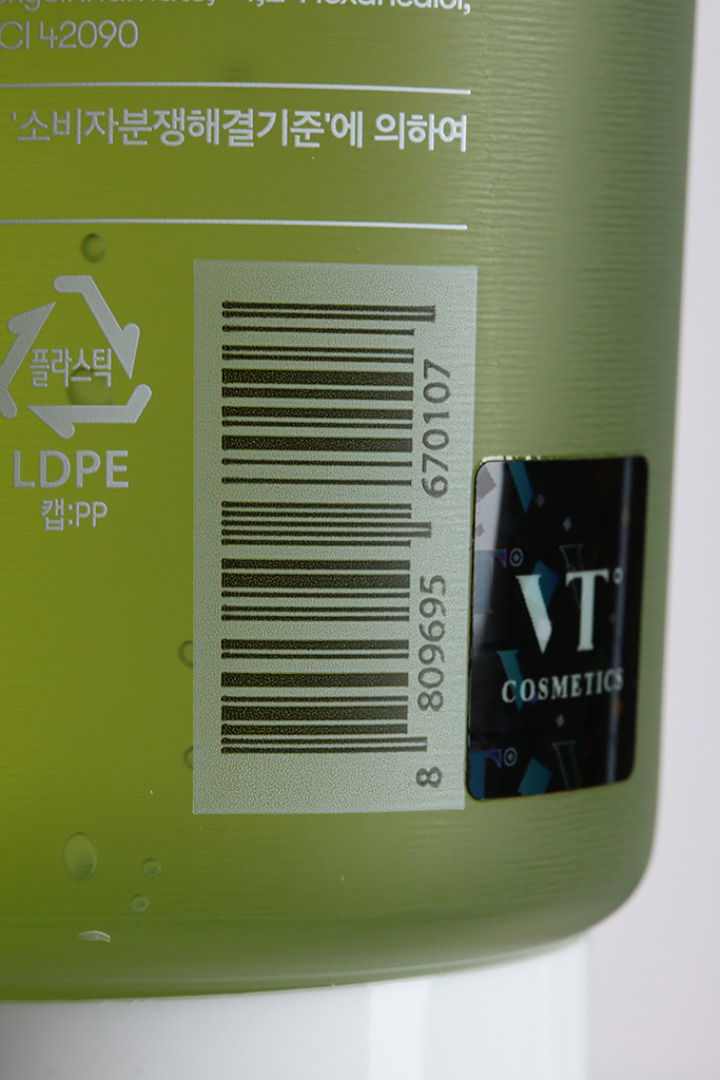 CI 42090
'소비자분쟁해결기준'에 의하여
플라스틱
LDPE
캡:PP
8 809695 670107
VT
COSMETICS